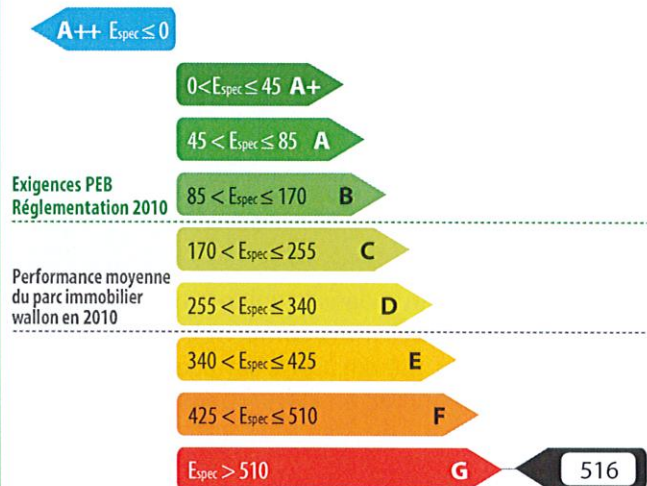 A++ Espec ≤ 0
0 < Espec ≤ 45 A+
45 < Espec ≤ 85 A
Exigences PEB
Réglementation 2010
85 < Espec ≤ 170 B
170 < Espec ≤ 255 C
Performance moyenne
du parc immobilier
wallon en 2010
255 < Espec ≤ 340 D
340 < Espec ≤ 425 E
425 < Espec ≤ 510 F
Espec > 510 G
516